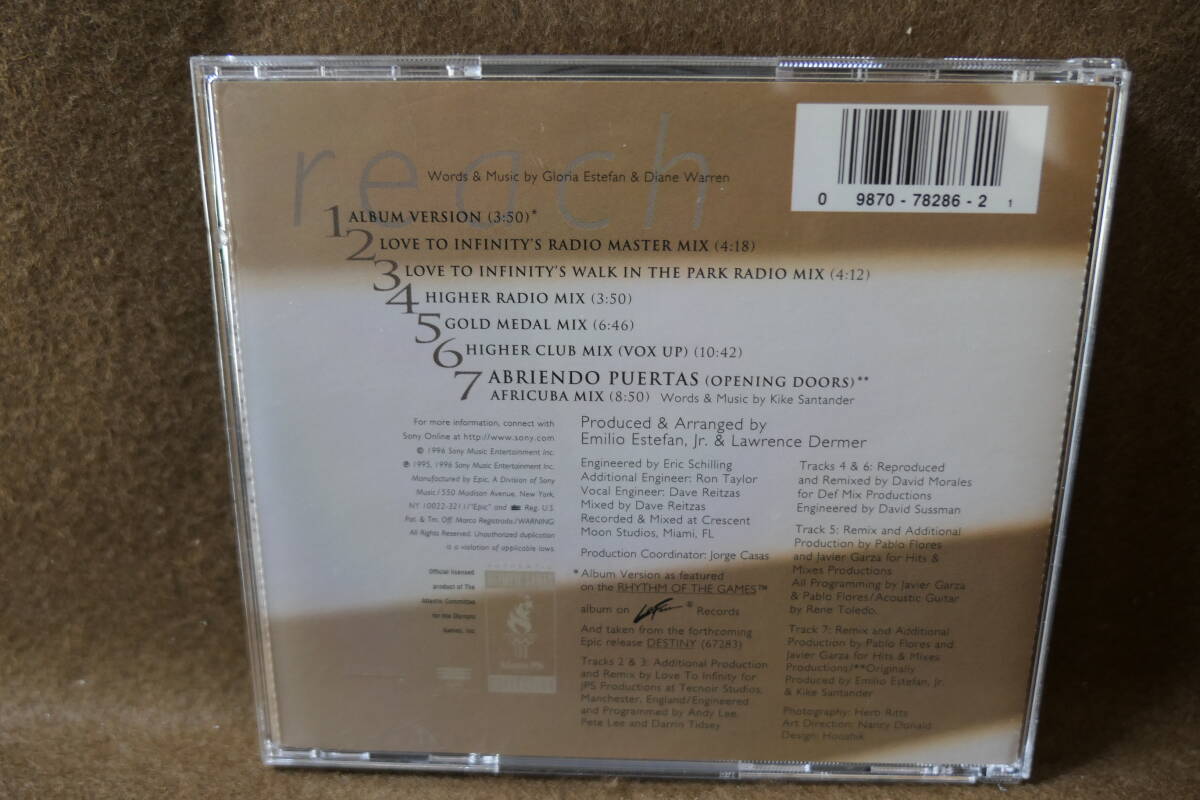 reach
Words & Music by Gloria Estefan & Diane Warren
0 9870 - 78286 - 2 1
1 ALBUM VERSION (3:50)*
2 LOVE TO INFINITY'S RADIO MASTER MIX (4:18)
3 LOVE TO INFINITY'S WALK IN THE PARK RADIO MIX (4:12)
4 HIGHER RADIO MIX (3:50)
5 GOLD MEDAL MIX (6:46)
6 HIGHER CLUB MIX (VOX UP) (10:42)
7 ABRIENDO PUERTAS (OPENING DOORS)**
AFRICUBA MIX (8:50) Words & Music by Kike Santander
For more information, connect with
Sony Online at http://www.sony.com
© 1996 Sony Music Entertainment Inc.
℗ 1995, 1996 Sony Music Entertainment Inc.
Manufactured by Epic, A Division of Sony
Music/550 Madison Avenue, New York,
NY 10022-3211/"Epic" and Reg. U.S.
Pat. & Tm. Off. Marca Registrada./WARNING:
All Rights Reserved. Unauthorized duplication
is a violation of applicable laws.
Official licensed
product of The
Atlanta Committee
for the Olympic
Games, Inc.
Produced & Arranged by
Emilio Estefan, Jr. & Lawrence Dermer
Engineered by Eric Schilling
Additional Engineer: Ron Taylor
Vocal Engineer: Dave Reitzas
Mixed by Dave Reitzas
Recorded & Mixed at Crescent
Moon Studios, Miami, FL
Production Coordinator: Jorge Casas
* Album Version as featured
on the RHYTHM OF THE GAMES™
album on LaFace ® Records
And taken from the forthcoming
Epic release DESTINY (67283)
Tracks 2 & 3: Additional Production
and Remix by Love To Infinity for
JPS Productions at Tecnoir Studios,
Manchester, England/Engineered
and Programmed by Andy Lee,
Pete Lee and Darrin Tidsey
Tracks 4 & 6: Reproduced
and Remixed by David Morales
for Def Mix Productions
Engineered by David Sussman
Track 5: Remix and Additional
Production by Pablo Flores
and Javier Garza for Hits &
Mixes Productions
All Programming by Javier Garza
& Pablo Flores/Acoustic Guitar
by Rene Toledo.
Track 7: Remix and Additional
Production by Pablo Flores and
Javier Garza for Hits & Mixes
Productions/**Originally
Produced by Emilio Estefan, Jr.
& Kike Santander
Photography: Herb Ritts
Art Direction: Nancy Donald
Design: Hooshik